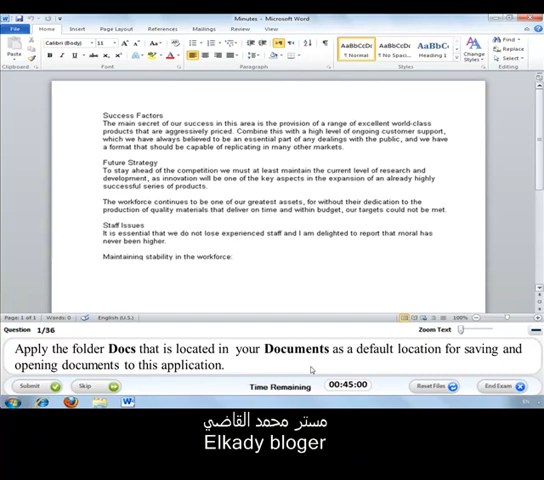 Minutes - Microsoft Word
File Home Insert Page Layout References Mailings Review View
Calibri (Body) 11
AaBbCcDc AaBbCcDc AaBbC
Paste ¶ Normal ¶ No Spaci... Heading 1 Change Styles
Find
Replace
Select
Clipboard Font Paragraph Styles Editing
Success Factors
The main secret of our success in this area is the provision of a range of excellent world-class
products that are aggressively priced. Combine this with a high level of ongoing customer support,
which we have always believed to be an essential part of any dealings with the public, and we have
a format that should be capable of replicating in many other markets.
Future Strategy
To stay ahead of the competition we must at least maintain the current level of research and
development, as innovation will be one of the key aspects in the expansion of an already highly
successful series of products.
The workforce continues to be one of our greatest assets, for without their dedication to the
production of quality materials that deliver on time and within budget, our targets could not be met.
Staff Issues
It is essential that we do not lose experienced staff and I am delighted to report that moral has
never been higher.
Maintaining stability in the workforce:
Page: 1 of 1 Words: 0 English (U.S.) 100%
Question 1/36 Zoom Text
Apply the folder Docs that is located in your Documents as a default location for saving and
opening documents to this application.
Submit Skip Time Remaining 00:45:00 Reset Files End Exam
EN
مستر محمد القاضي
Elkady bloger